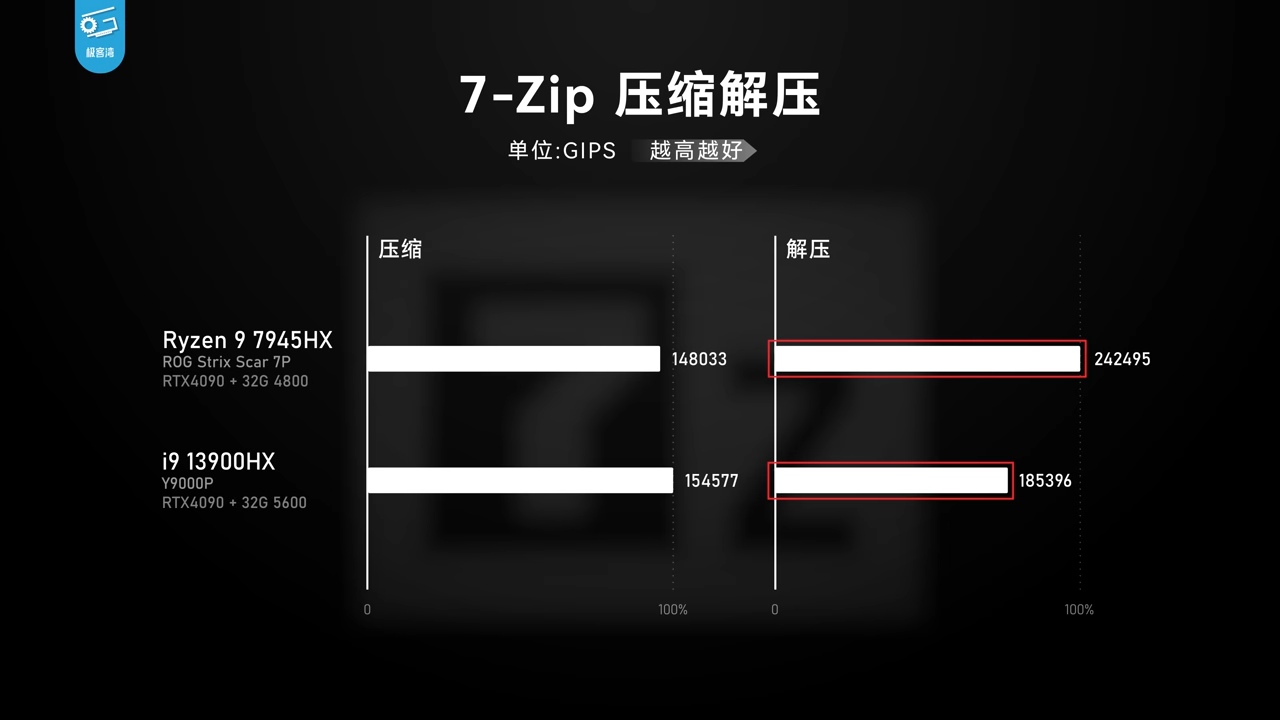 极客湾
7-Zip 压缩解压
单位:GIPS 越高越好
压缩
解压
Ryzen 9 7945HX
ROG Strix Scar 7P
RTX4090 + 32G 4800
148033
242495
i9 13900HX
Y9000P
RTX4090 + 32G 5600
154577
185396
0
100%
0
100%